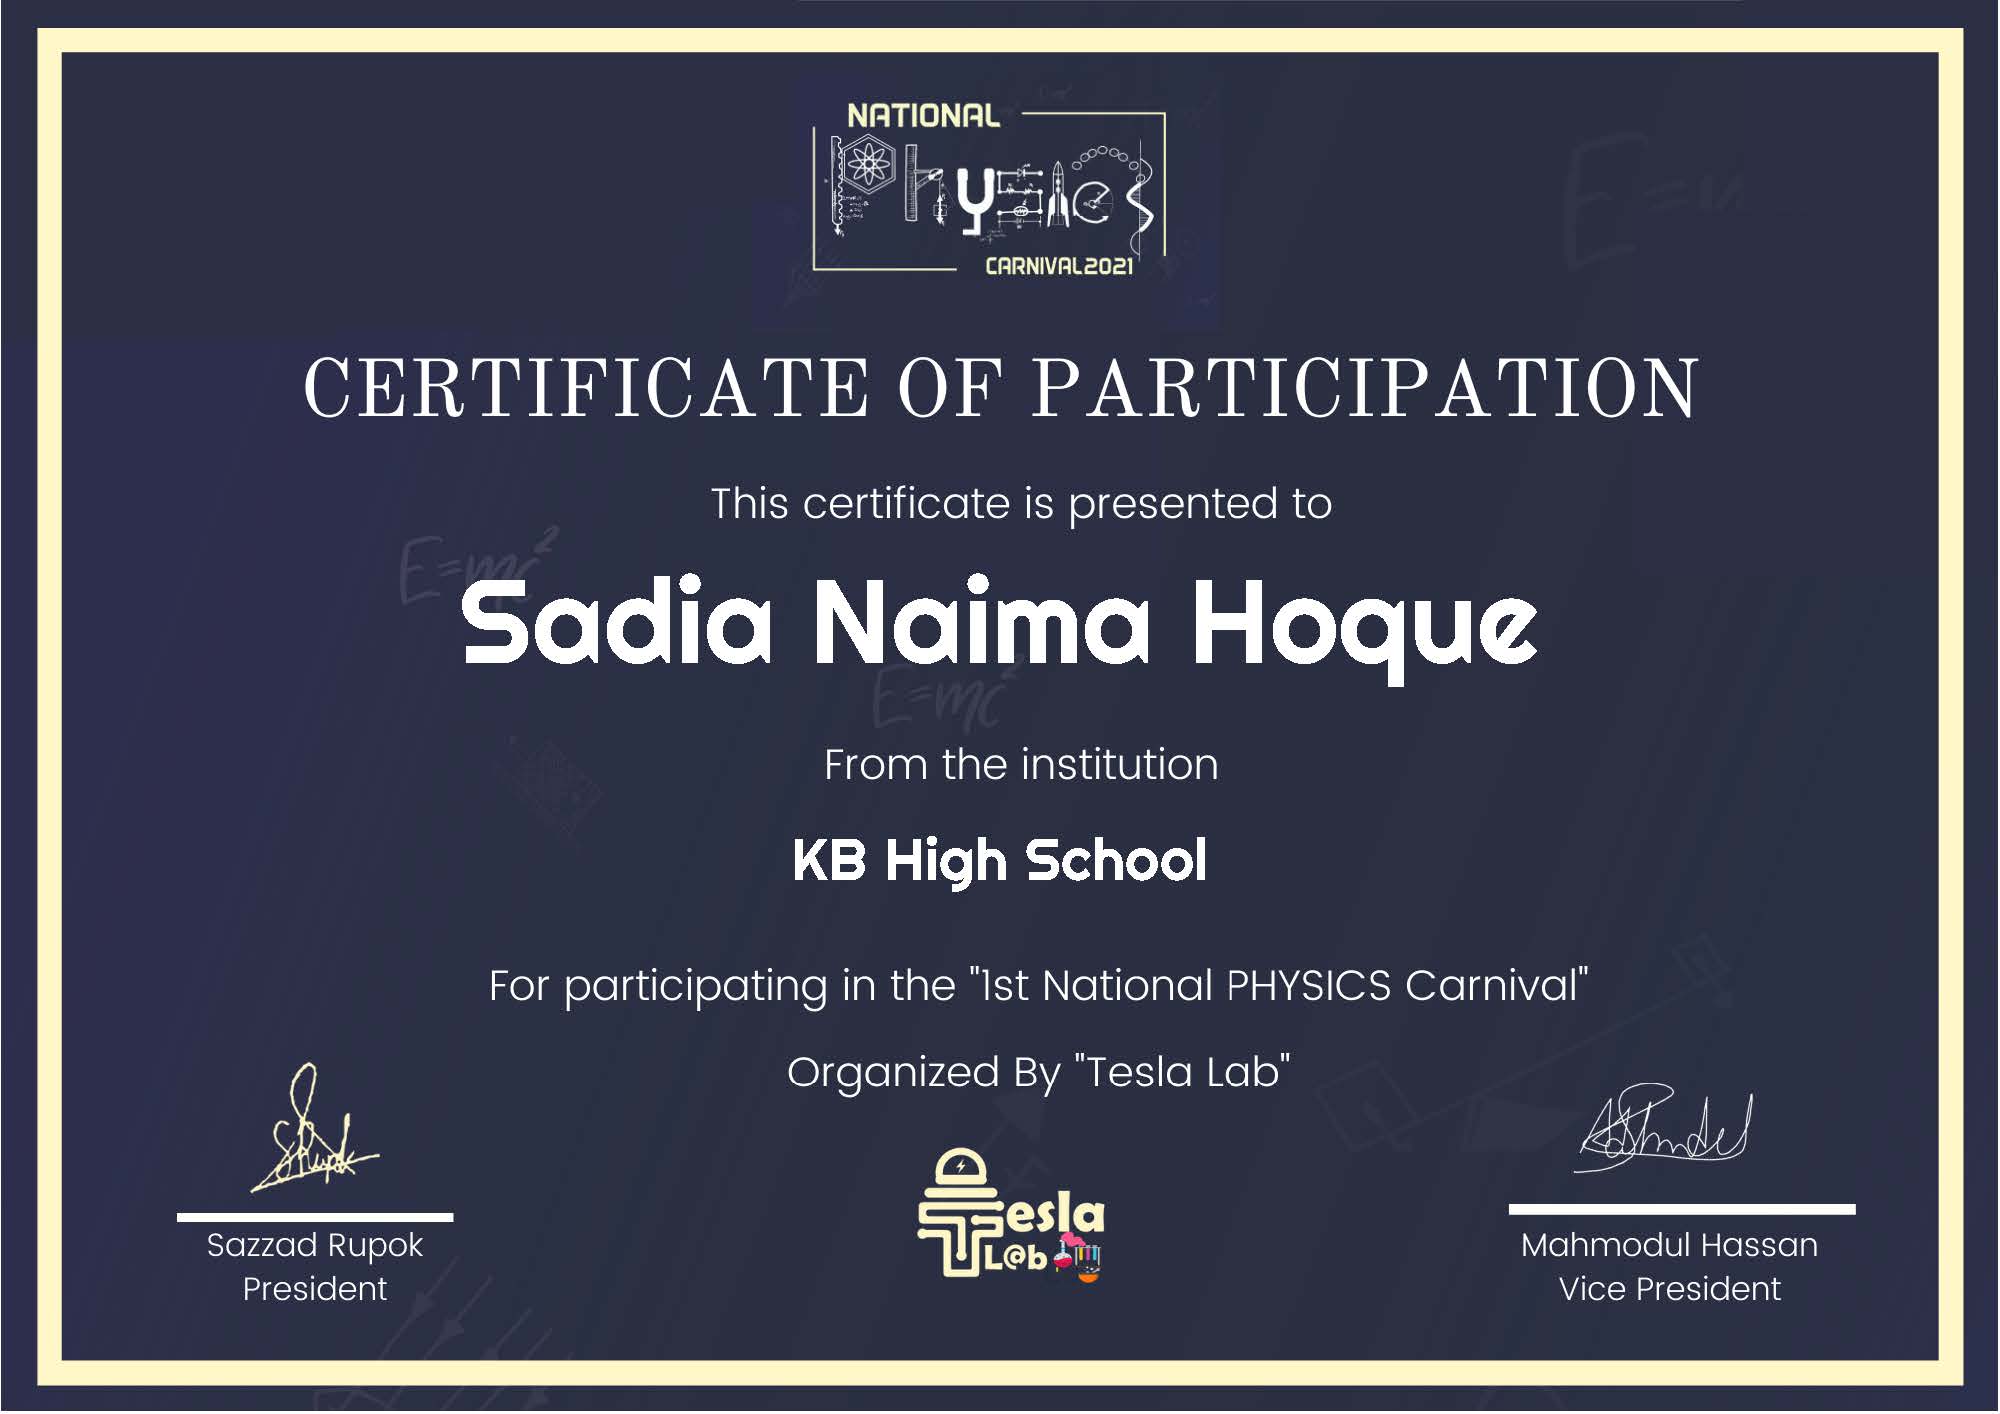 NATIONAL
Physics
CARNIVAL2021
CERTIFICATE OF PARTICIPATION
This certificate is presented to
E=mc²
Sadia Naima Hoque
E=mc²
From the institution
KB High School
For participating in the "1st National PHYSICS Carnival"
Organized By "Tesla Lab"
Tesla
L@b
Sazzad Rupok
President
Mahmodul Hassan
Vice President